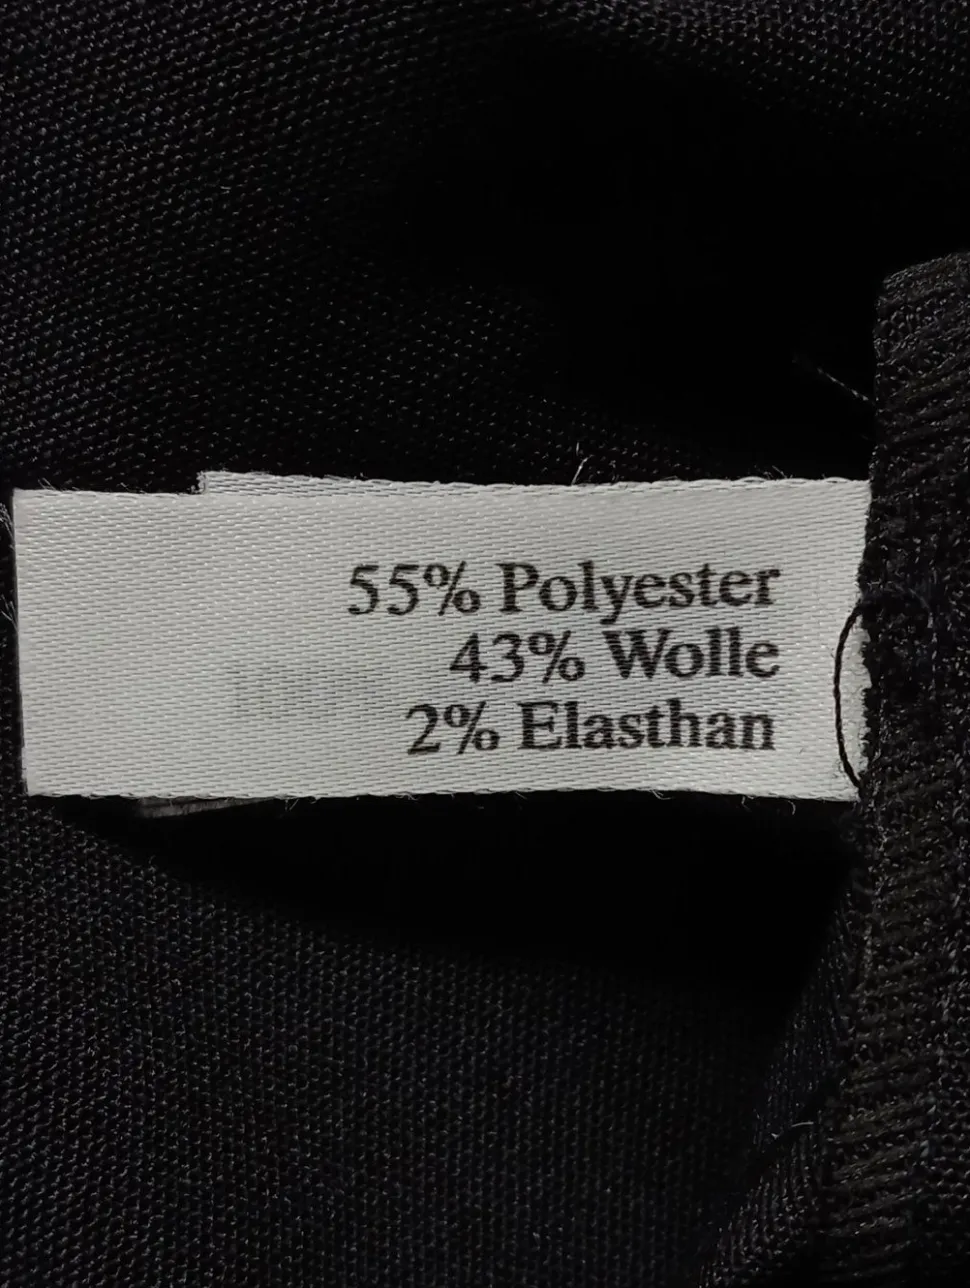 55% Polyester
43% Wolle
2% Elasthan